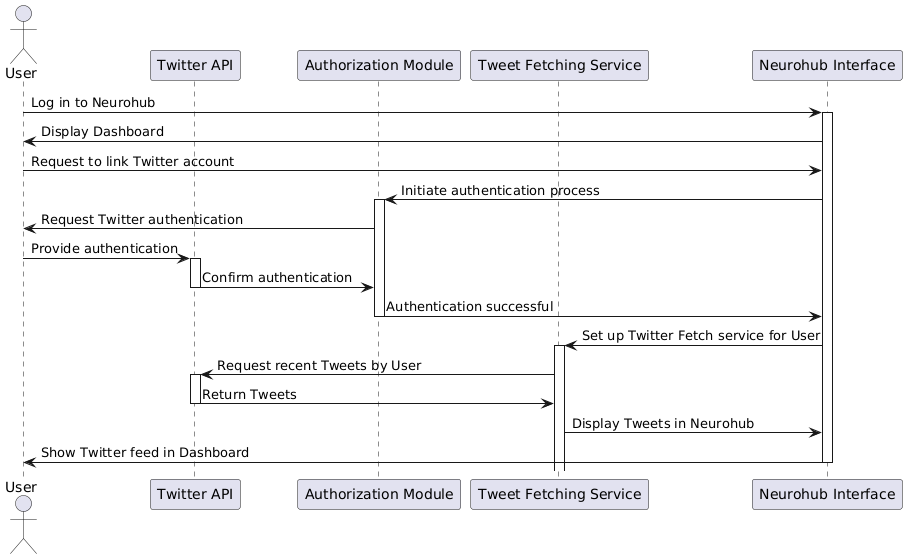 User
Twitter API
Authorization Module
Tweet Fetching Service
Neurohub Interface
Log in to Neurohub
Display Dashboard
Request to link Twitter account
Initiate authentication process
Request Twitter authentication
Provide authentication
Confirm authentication
Authentication successful
Set up Twitter Fetch service for User
Request recent Tweets by User
Return Tweets
Display Tweets in Neurohub
Show Twitter feed in Dashboard
User
Twitter API
Authorization Module
Tweet Fetching Service
Neurohub Interface